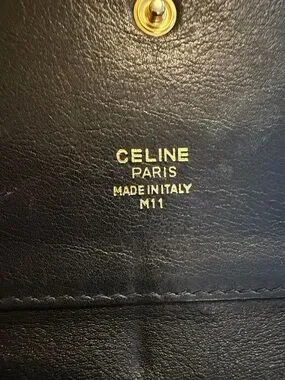 CELINE
PARIS
MADE IN ITALY
M11